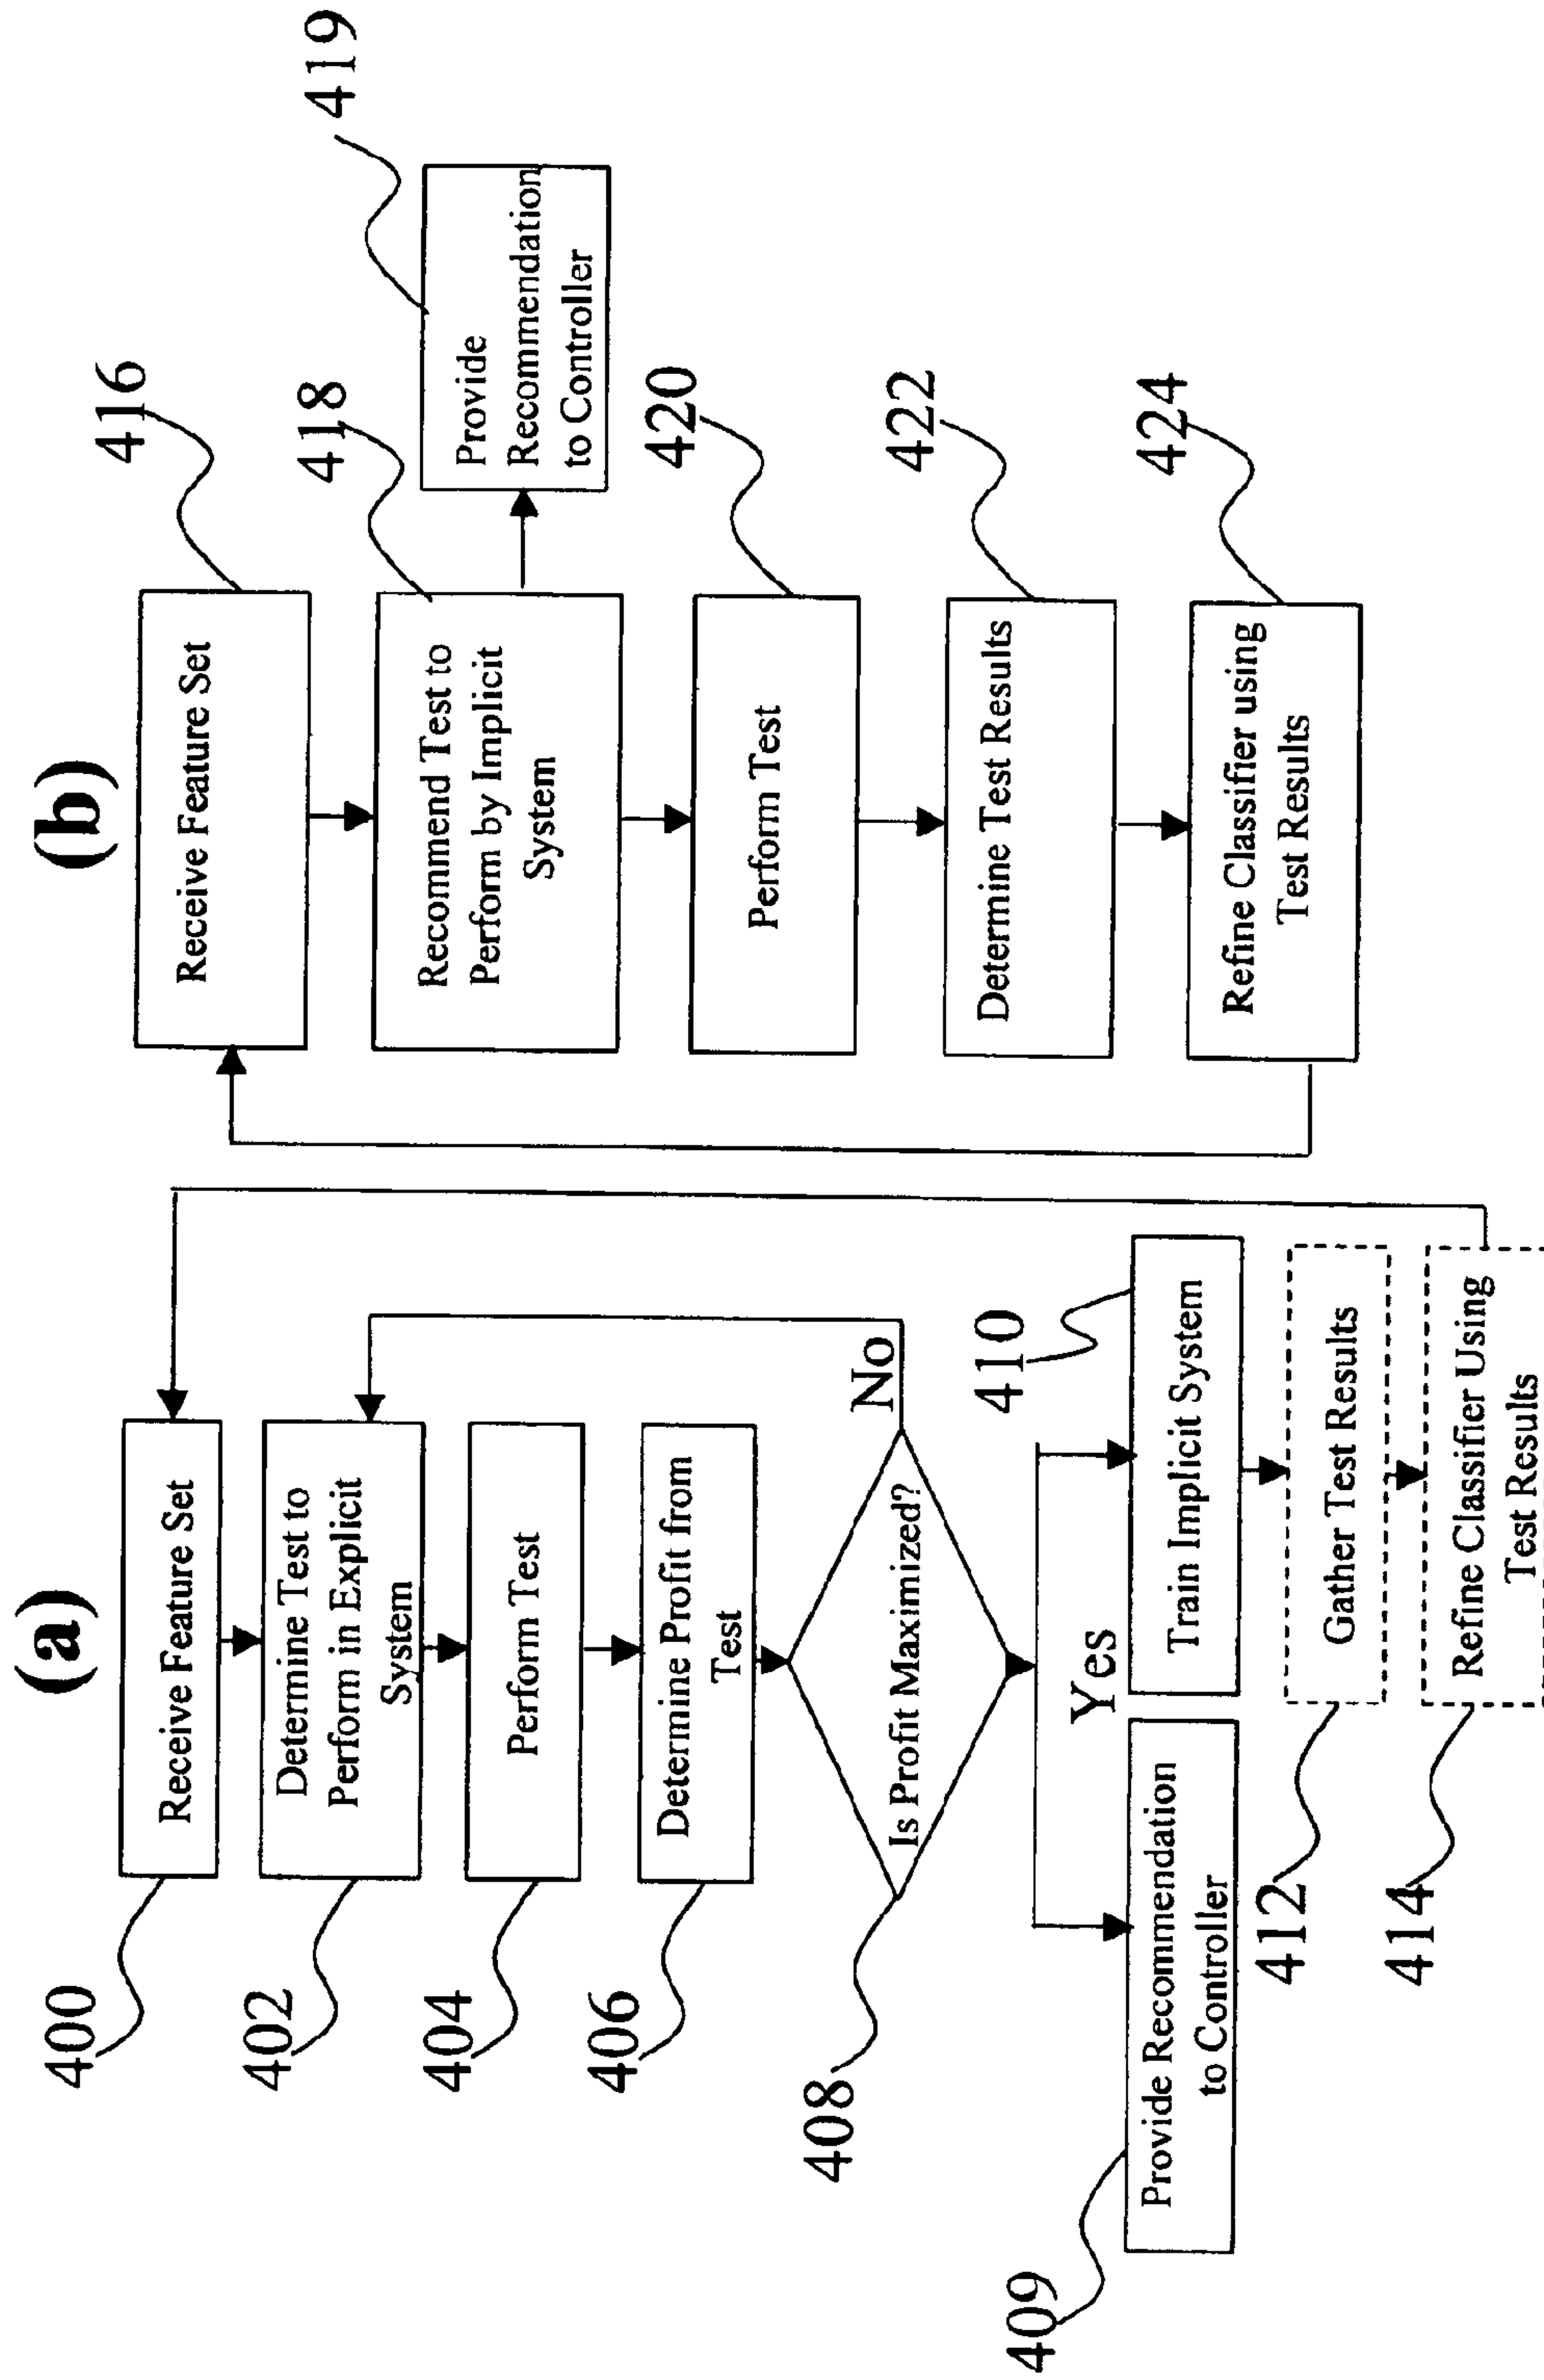 (a)
400
Receive Feature Set
402
Determine Test to
Perform in Explicit
System
404
Perform Test
406
Determine Profit from
Test
408
Is Profit Maximized?
No
Yes
409
Provide Recommendation
to Controller
410
Train Implicit System
412
Gather Test Results
414
Refine Classifier Using
Test Results
(b)
416
Receive Feature Set
418
Recommend Test to
Perform by Implicit
System
419
Provide
Recommendation
to Controller
420
Perform Test
422
Determine Test Results
424
Refine Classifier using
Test Results